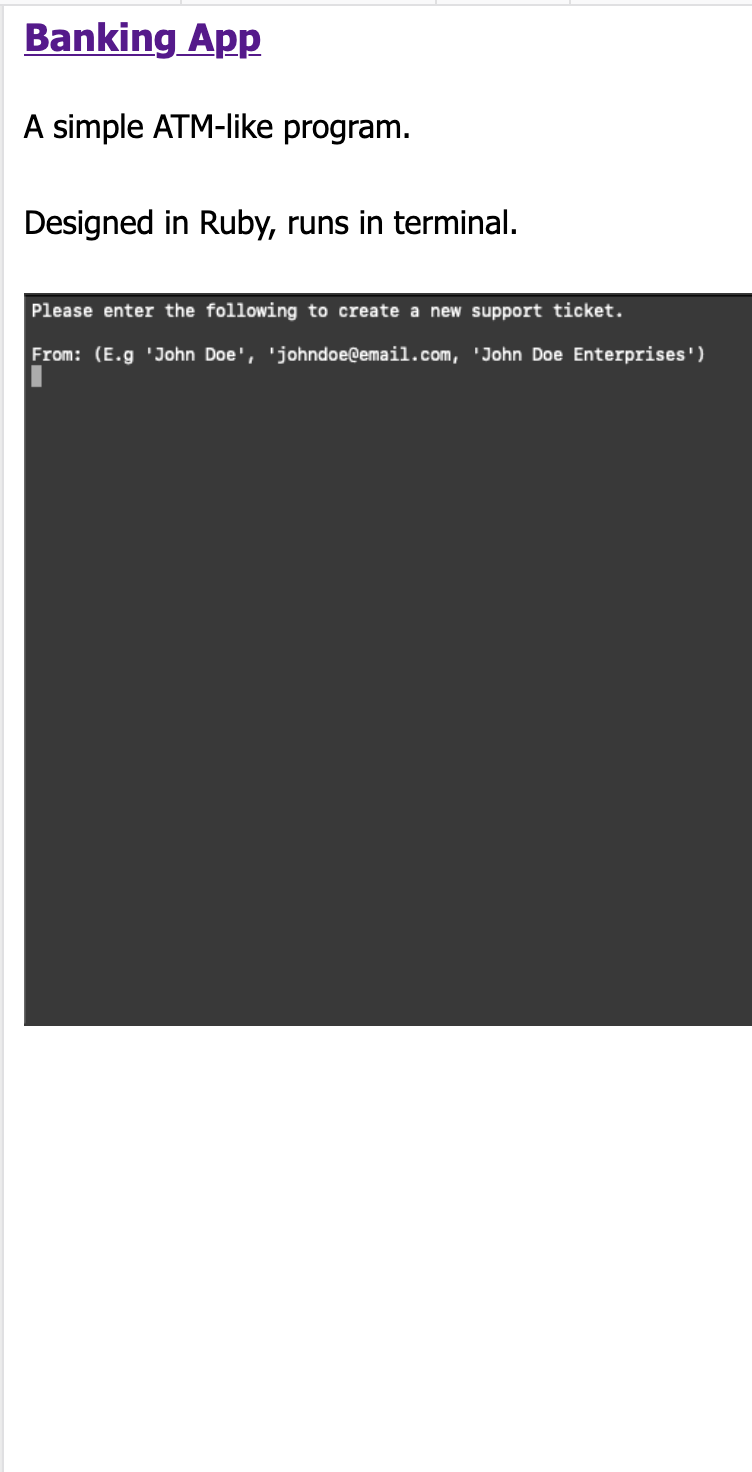 Banking App
A simple ATM-like program.
Designed in Ruby, runs in terminal.
Please enter the following to create a new support ticket.
From: (E.g 'John Doe', 'johndoe@email.com, 'John Doe Enterprises')